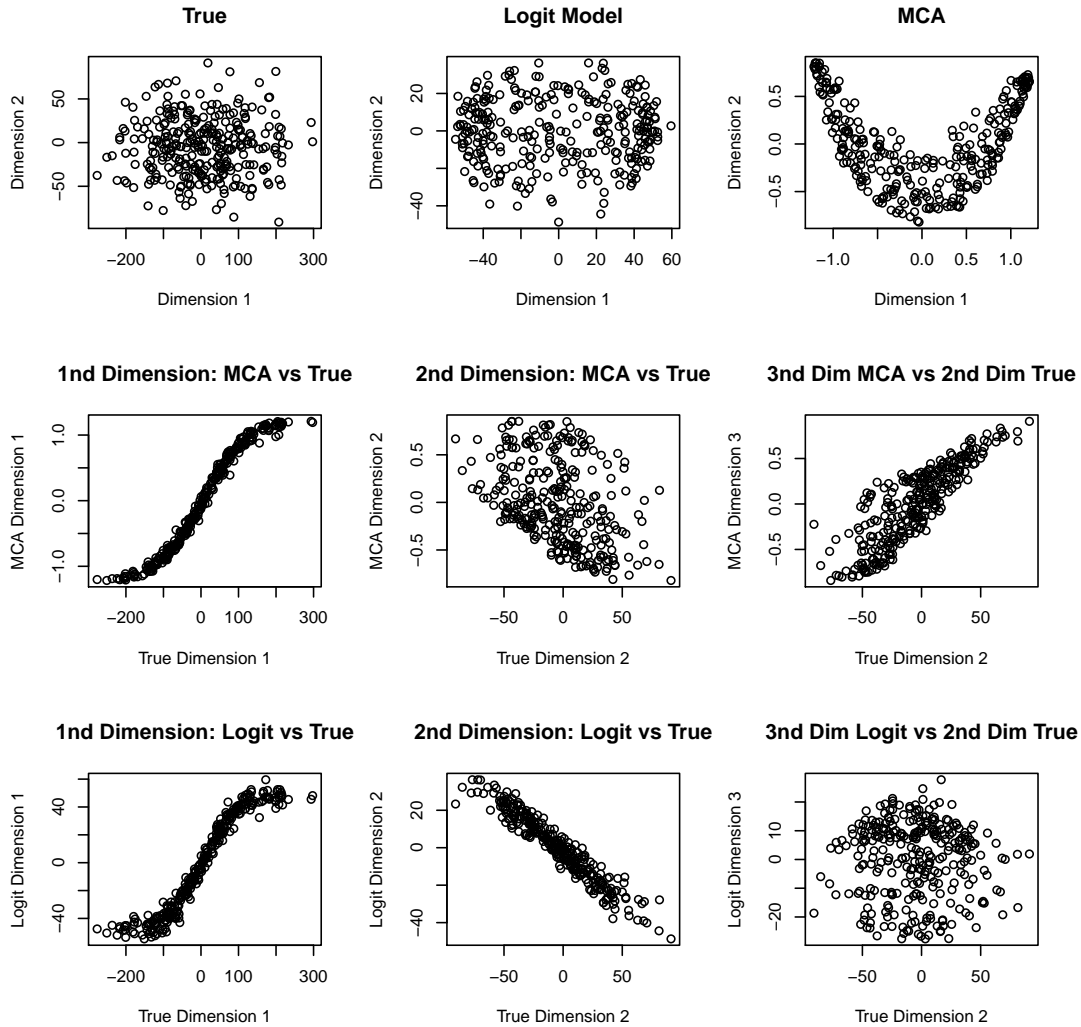 True
Logit Model
MCA
Dimension 2
−50
0
50
−200
0
100
300
Dimension 1
Dimension 2
−40
0
20
−40
0
20
40
60
Dimension 1
Dimension 2
−0.5
0.0
0.5
−1.0
0.0
0.5
1.0
Dimension 1
1nd Dimension: MCA vs True
2nd Dimension: MCA vs True
3nd Dim MCA vs 2nd Dim True
MCA Dimension 1
−1.0
0.0
1.0
−200
0
100
300
True Dimension 1
MCA Dimension 2
−0.5
0.0
0.5
−50
0
50
True Dimension 2
MCA Dimension 3
−0.5
0.0
0.5
−50
0
50
True Dimension 2
1nd Dimension: Logit vs True
2nd Dimension: Logit vs True
3nd Dim Logit vs 2nd Dim True
Logit Dimension 1
−40
0
40
−200
0
100
300
True Dimension 1
Logit Dimension 2
−40
0
20
−50
0
50
True Dimension 2
Logit Dimension 3
−20
0
10
−50
0
50
True Dimension 2